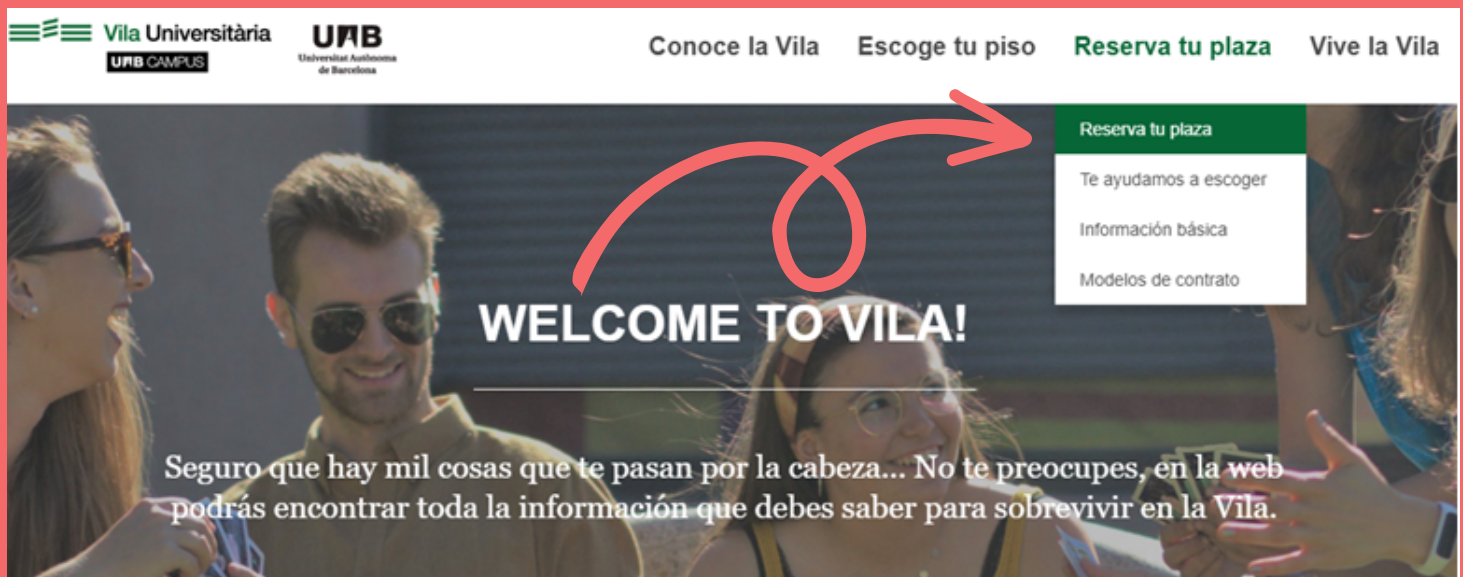 Vila Universitària
UAB CAMPUS
UAB
Universitat Autònoma
de Barcelona
Conoce la Vila
Escoge tu piso
Reserva tu plaza
Vive la Vila
Reserva tu plaza
Te ayudamos a escoger
Información básica
Modelos de contrato
WELCOME TO VILA!
Seguro que hay mil cosas que te pasan por la cabeza... No te preocupes, en la web
podrás encontrar toda la información que debes saber para sobrevivir en la Vila.